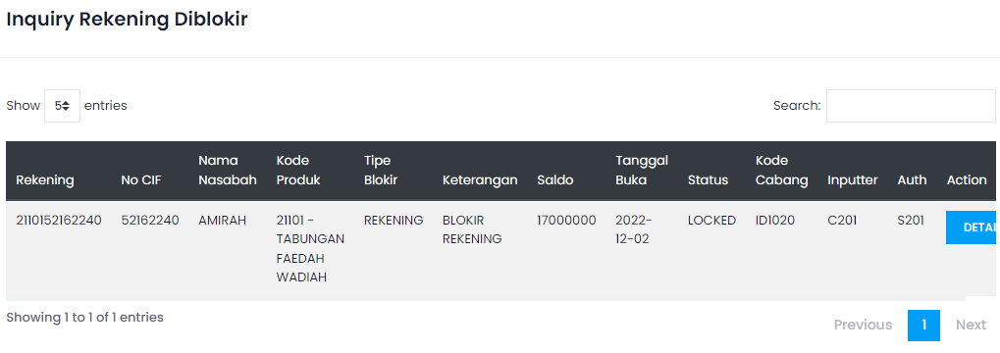 Inquiry Rekening Diblokir
Show 5 entries
Search:
Rekening No CIF Nama Nasabah Kode Produk Tipe Blokir Keterangan Saldo Tanggal Buka Status Kode Cabang Inputter Auth Action
2110152162240 52162240 AMIRAH 21101 - TABUNGAN FAEDAH WADIAH REKENING BLOKIR REKENING 17000000 2022-12-02 LOCKED ID1020 C201 S201 DETAI
Showing 1 to 1 of 1 entries
Previous 1 Next